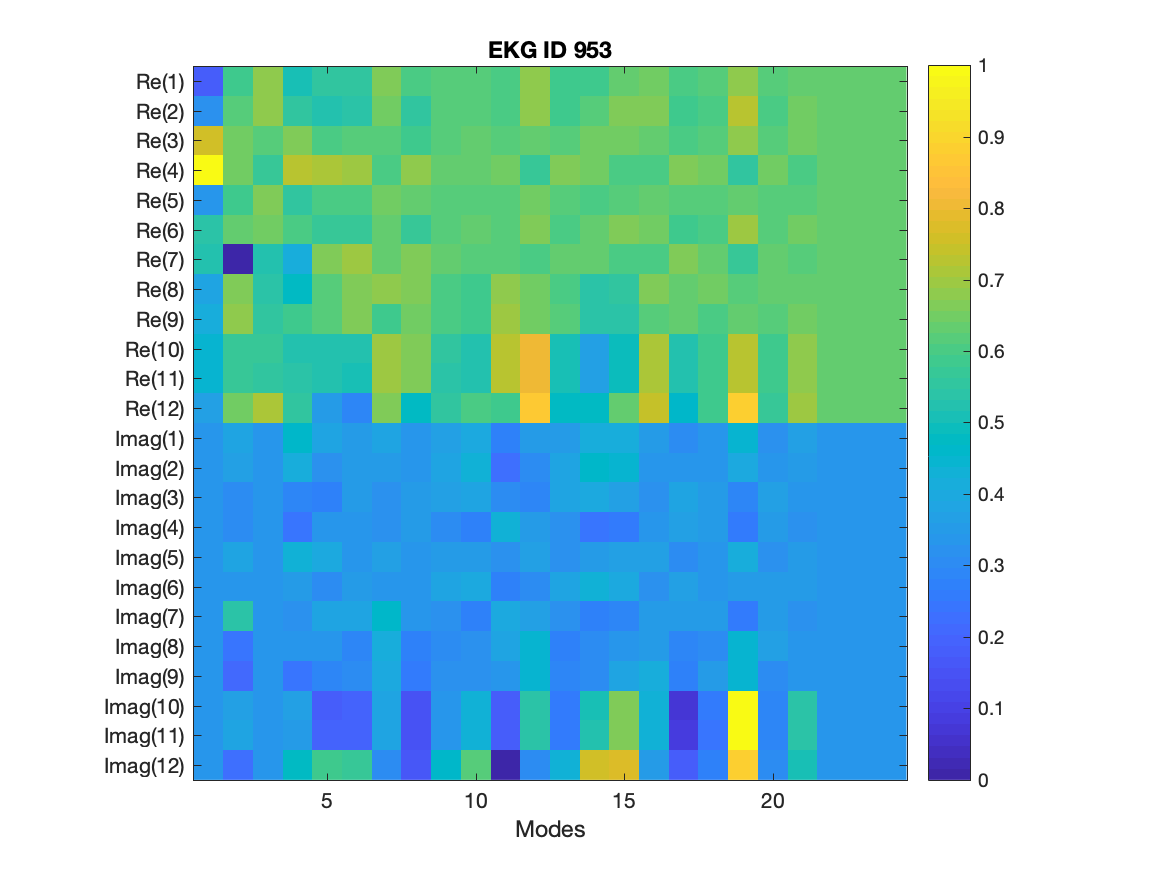 EKG ID 953
Re(1)
Re(2)
Re(3)
Re(4)
Re(5)
Re(6)
Re(7)
Re(8)
Re(9)
Re(10)
Re(11)
Re(12)
Imag(1)
Imag(2)
Imag(3)
Imag(4)
Imag(5)
Imag(6)
Imag(7)
Imag(8)
Imag(9)
Imag(10)
Imag(11)
Imag(12)
5 10 15 20
Modes
1
0.9
0.8
0.7
0.6
0.5
0.4
0.3
0.2
0.1
0